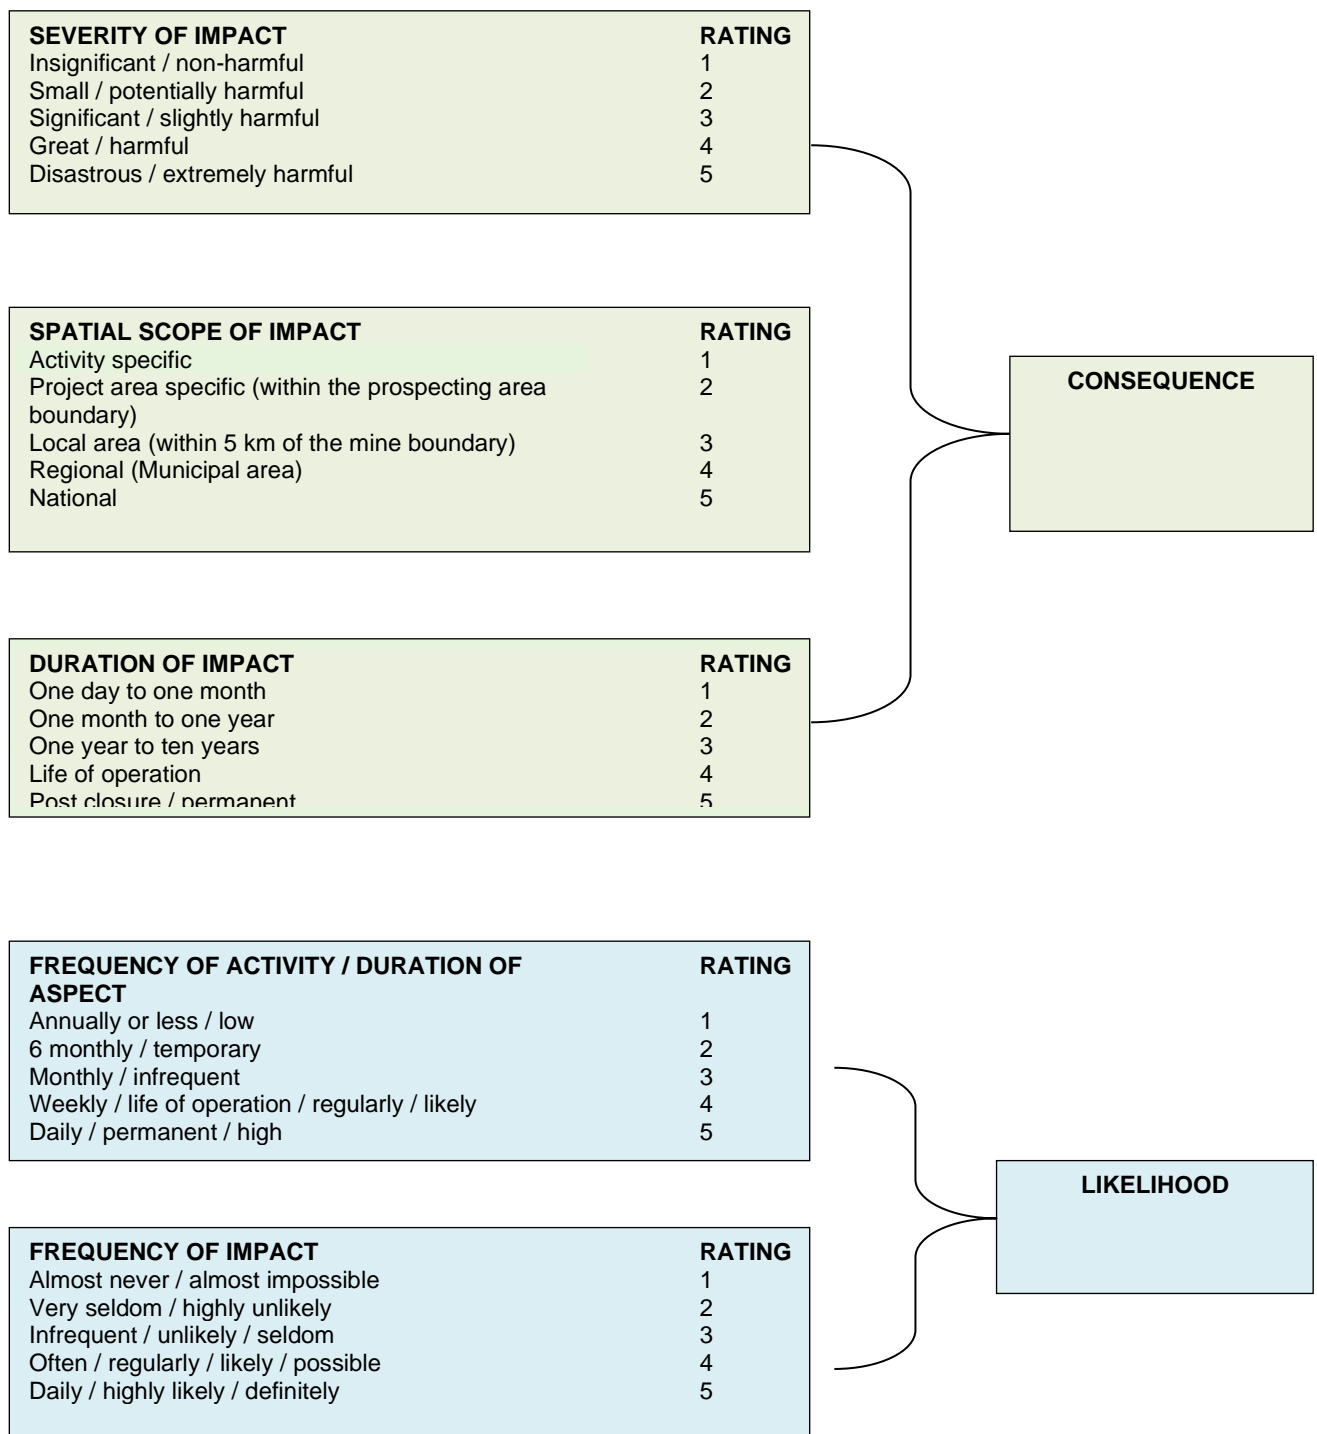 SEVERITY OF IMPACT RATING
Insignificant / non-harmful 1
Small / potentially harmful 2
Significant / slightly harmful 3
Great / harmful 4
Disastrous / extremely harmful 5
SPATIAL SCOPE OF IMPACT RATING
Activity specific 1
Project area specific (within the prospecting area 2
boundary)
Local area (within 5 km of the mine boundary) 3
Regional (Municipal area) 4
National 5
CONSEQUENCE
DURATION OF IMPACT RATING
One day to one month 1
One month to one year 2
One year to ten years 3
Life of operation 4
Post closure / permanent 5
FREQUENCY OF ACTIVITY / DURATION OF RATING
ASPECT
Annually or less / low 1
6 monthly / temporary 2
Monthly / infrequent 3
Weekly / life of operation / regularly / likely 4
Daily / permanent / high 5
LIKELIHOOD
FREQUENCY OF IMPACT RATING
Almost never / almost impossible 1
Very seldom / highly unlikely 2
Infrequent / unlikely / seldom 3
Often / regularly / likely / possible 4
Daily / highly likely / definitely 5